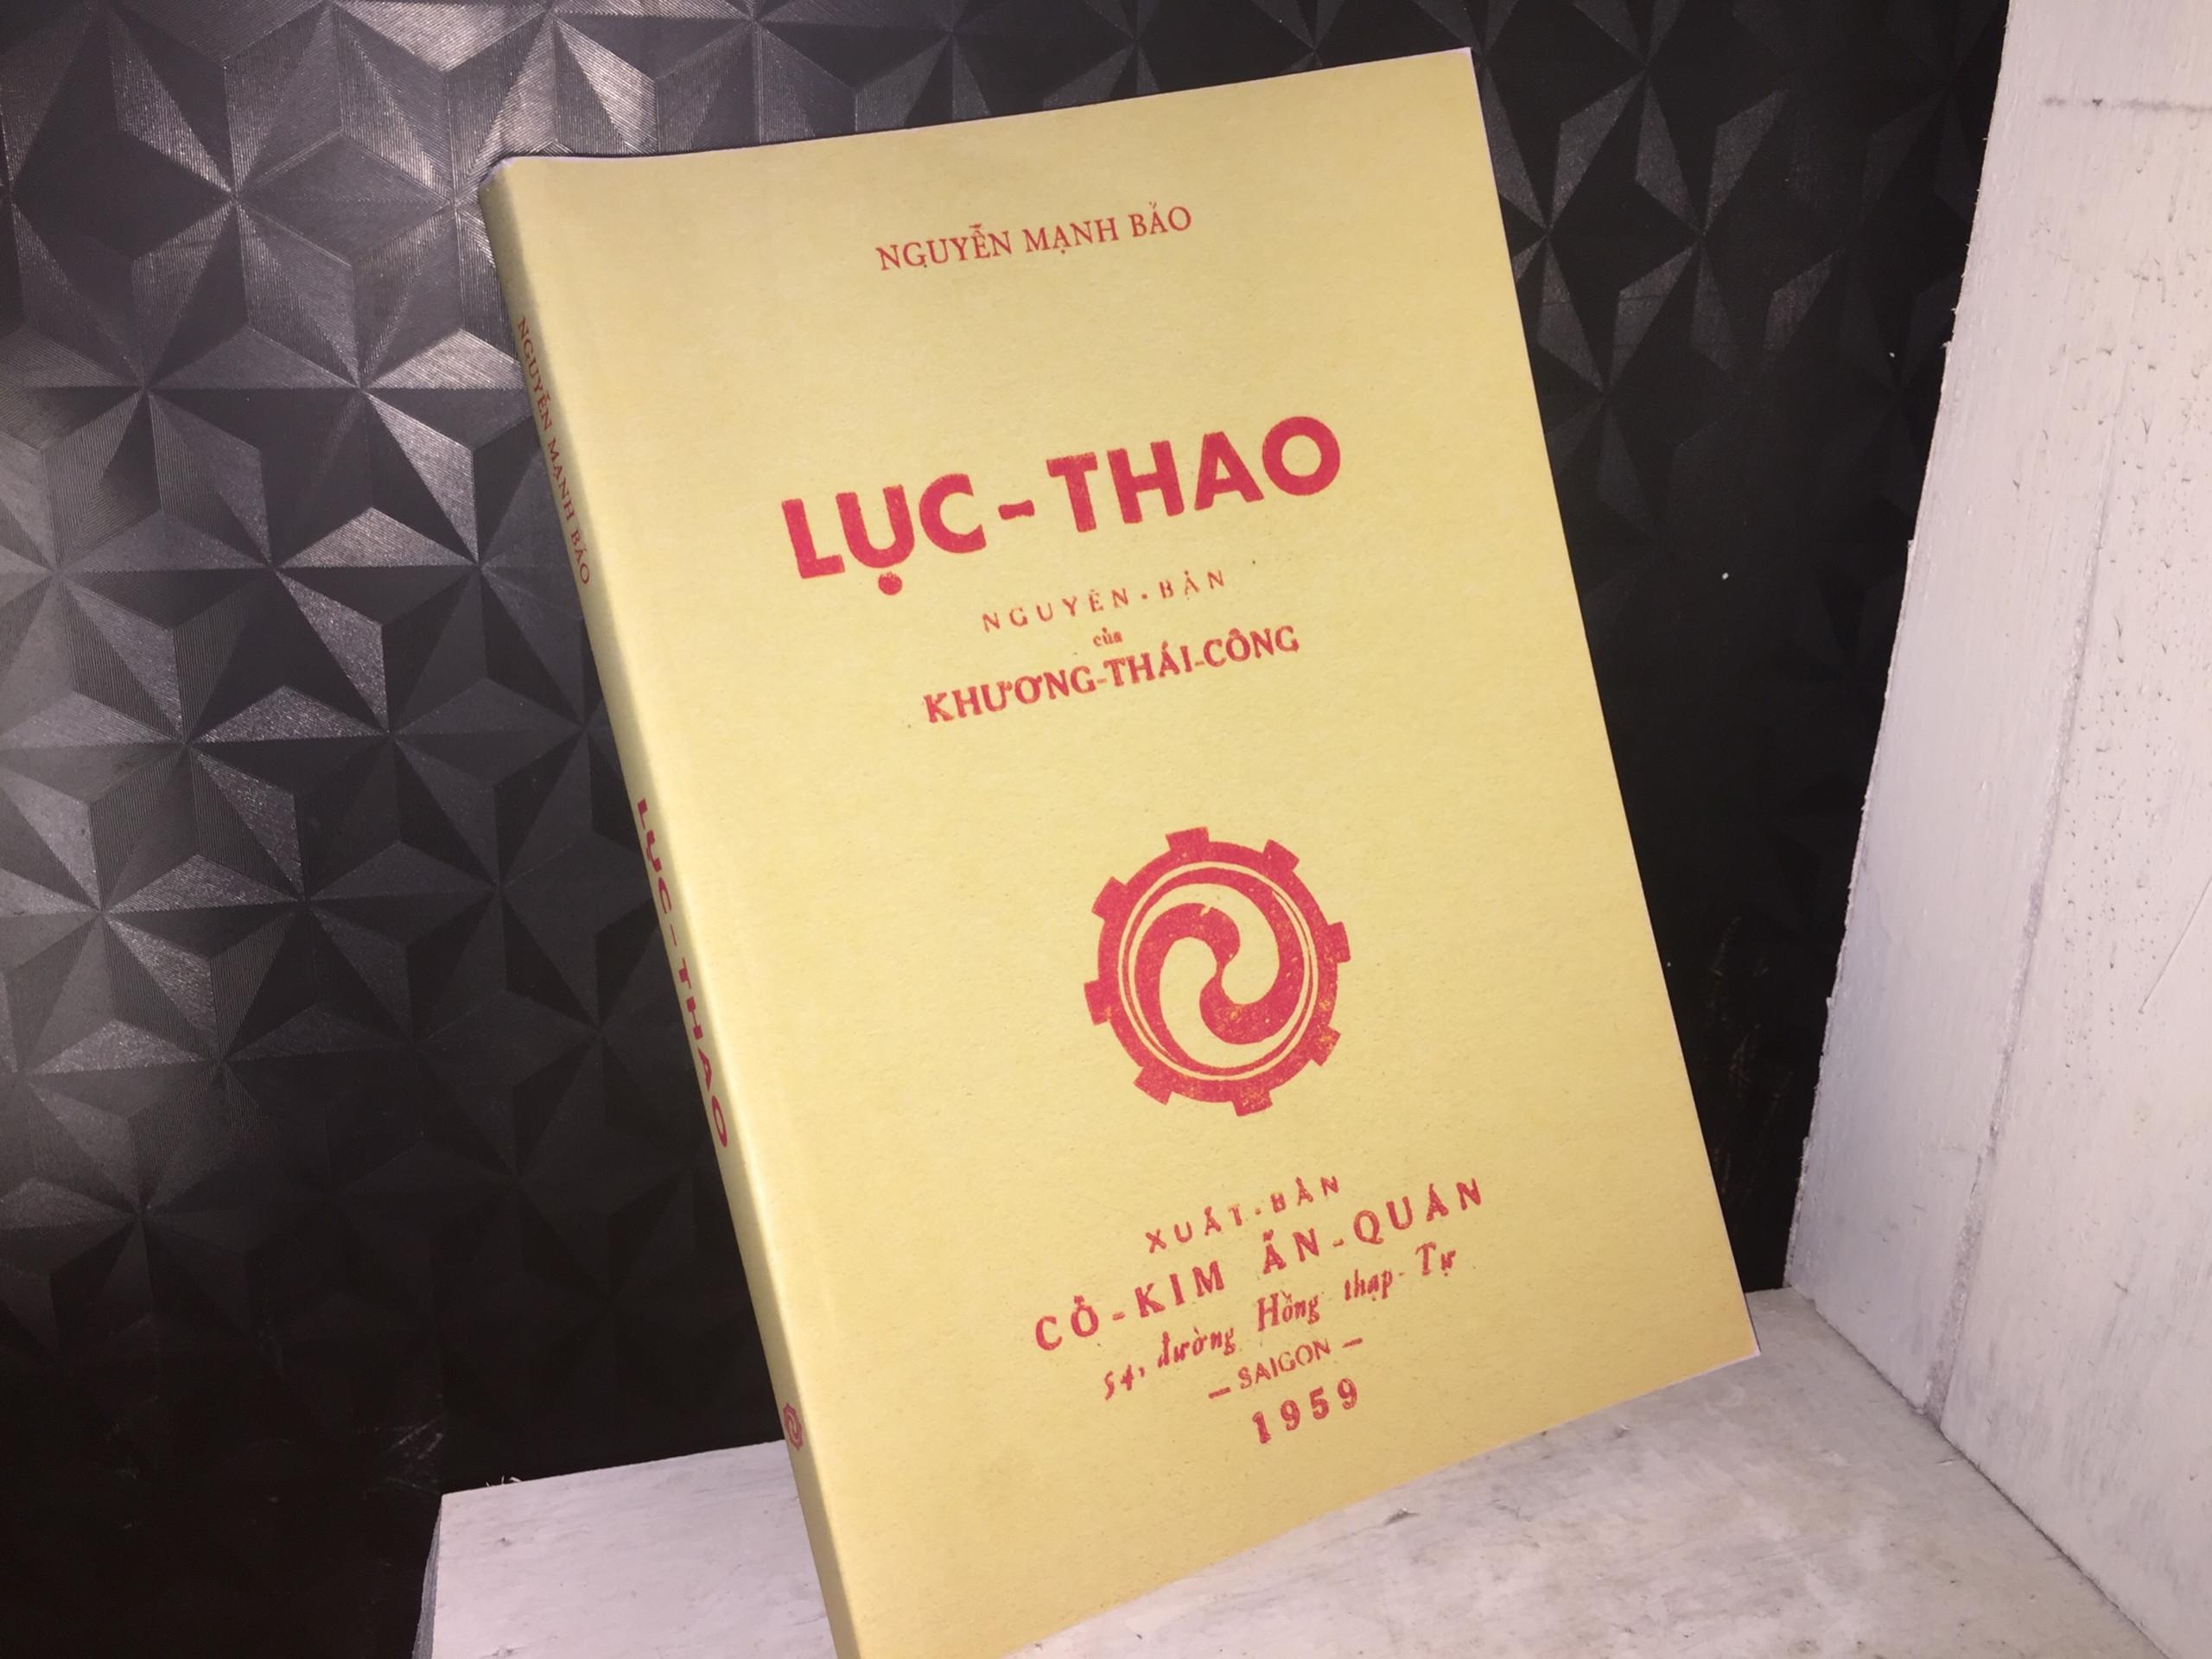 NGUYỄN MẠNH BẢO
LỤC-THAO
NGUYÊN-BẢN
của
KHƯƠNG-THÁI-CÔNG
XUẤT-BẢN
CỔ-KIM ẤN-QUÁN
54, đường Hồng thập-Tự
— SAIGON —
1959
NGUYỄN MẠNH BẢO
LỤC-THAO